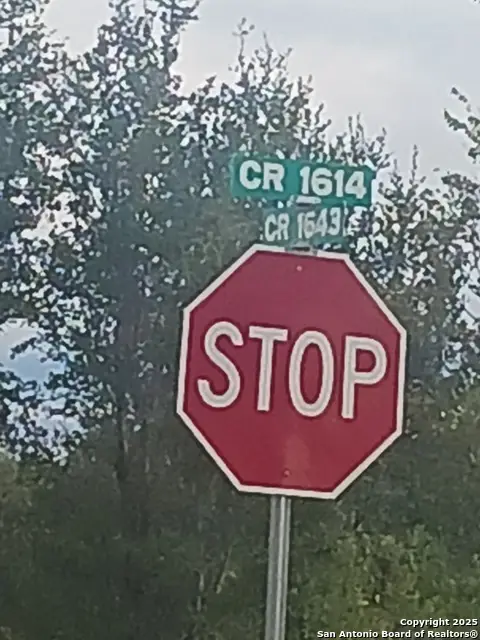 CR 1614
CR 1643
STOP
Copyright 2025
San Antonio Board of Realtors®